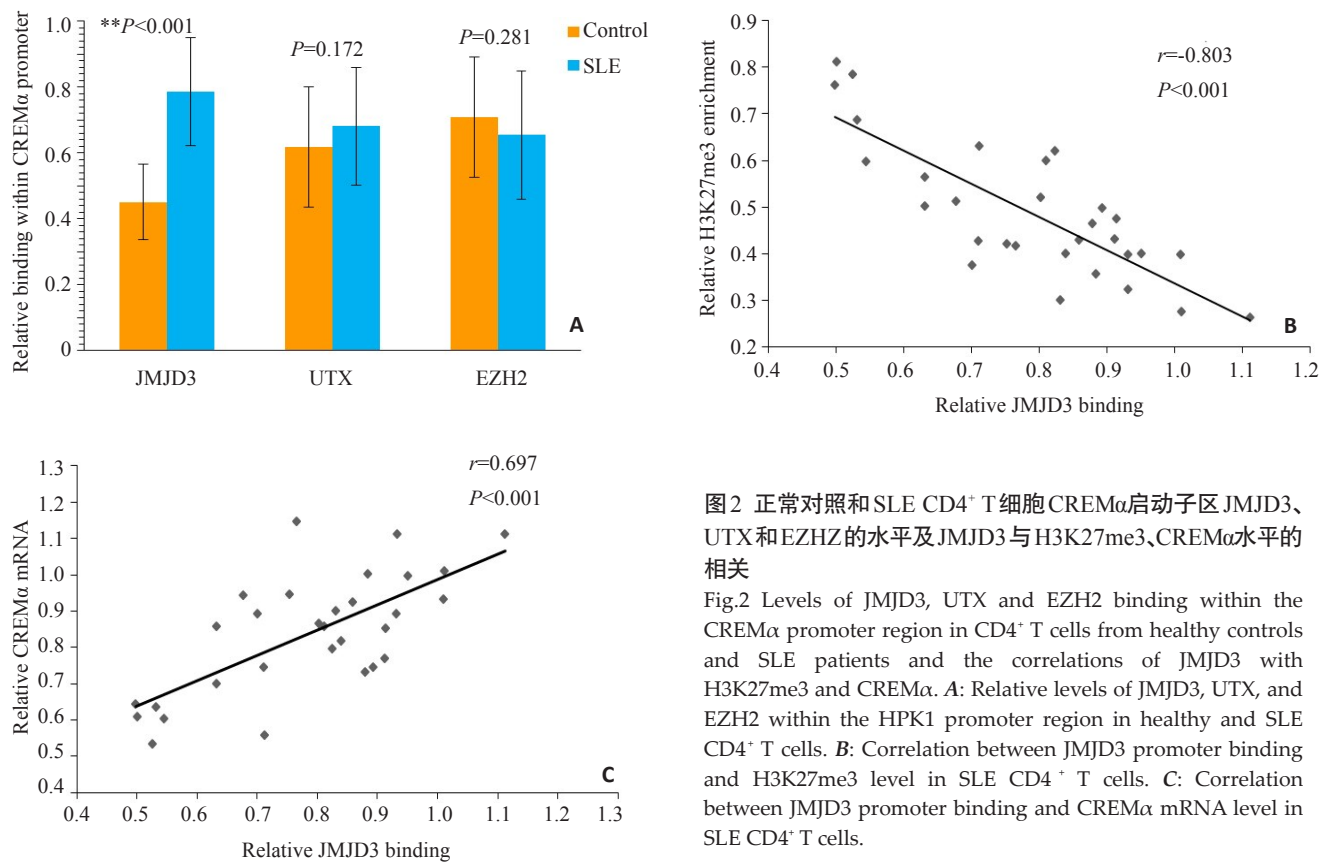 Relative binding within CREMα promoter
1.0
0.8
0.6
0.4
0.2
0
**P<0.001
P=0.172
P=0.281
Control
SLE
A
JMJD3
UTX
EZH2
Relative H3K27me3 enrichment
0.9
0.8
0.7
0.6
0.5
0.4
0.3
0.2
r=-0.803
P<0.001
B
0.4
0.6
0.7
0.8
0.9
1.0
1.1
1.2
Relative JMJD3 binding
Relative CREMα mRNA
1.3
1.2
1.1
1.0
0.9
0.8
0.7
0.6
0.5
0.4
r=0.697
P<0.001
C
0.4
0.5
0.6
0.7
0.8
0.9
1.0
1.1
1.2
1.3
Relative JMJD3 binding
图2 正常对照和SLE CD4⁺ T细胞CREMα启动子区JMJD3、
UTX和EZHZ的水平及JMJD3与H3K27me3、CREMα水平的
相关
Fig.2 Levels of JMJD3, UTX and EZH2 binding within the
CREMα promoter region in CD4⁺ T cells from healthy controls
and SLE patients and the correlations of JMJD3 with
H3K27me3 and CREMα. A: Relative levels of JMJD3, UTX, and
EZH2 within the HPK1 promoter region in healthy and SLE
CD4⁺ T cells. B: Correlation between JMJD3 promoter binding
and H3K27me3 level in SLE CD4 ⁺ T cells. C: Correlation
between JMJD3 promoter binding and CREMα mRNA level in
SLE CD4⁺ T cells.